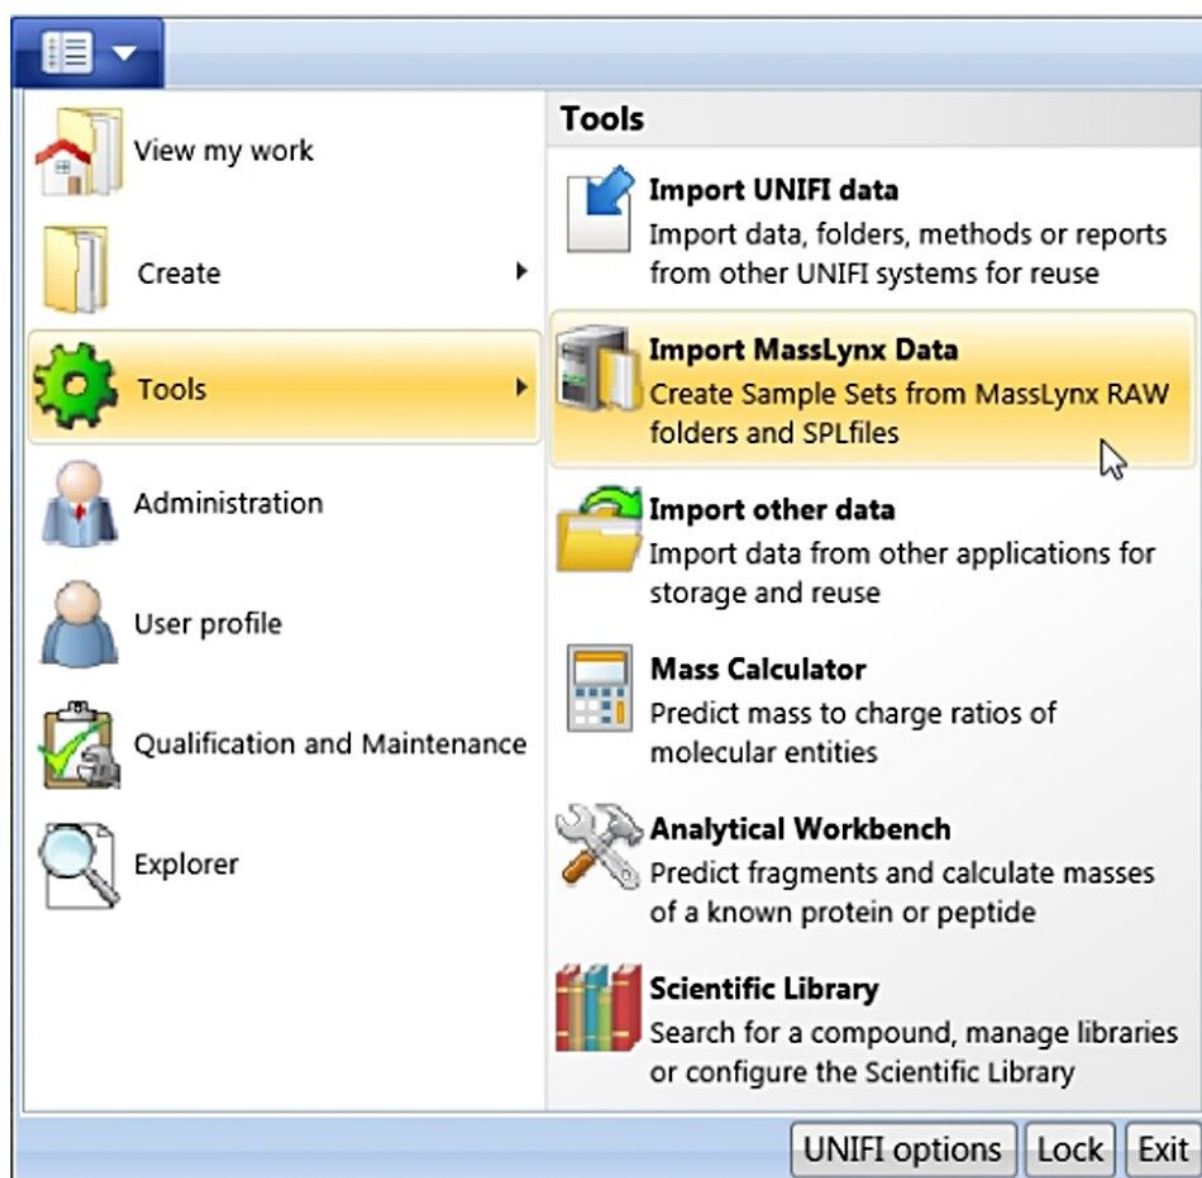 View my work
Create
Tools
Administration
User profile
Qualification and Maintenance
Explorer
Tools
Import UNIFI data
Import data, folders, methods or reports
from other UNIFI systems for reuse
Import MassLynx Data
Create Sample Sets from MassLynx RAW
folders and SPLfiles
Import other data
Import data from other applications for
storage and reuse
Mass Calculator
Predict mass to charge ratios of
molecular entities
Analytical Workbench
Predict fragments and calculate masses
of a known protein or peptide
Scientific Library
Search for a compound, manage libraries
or configure the Scientific Library
UNIFI options Lock Exit